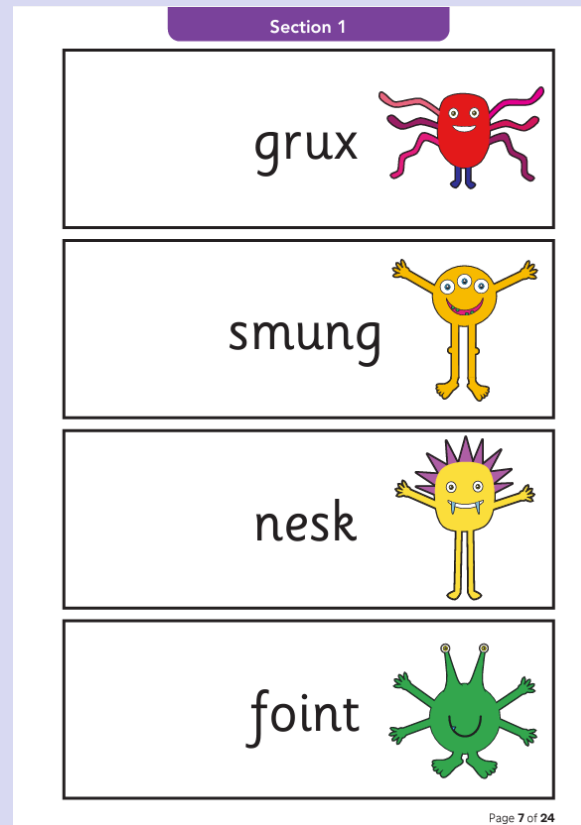 Section 1
grux
smung
nesk
foint
Page 7 of 24